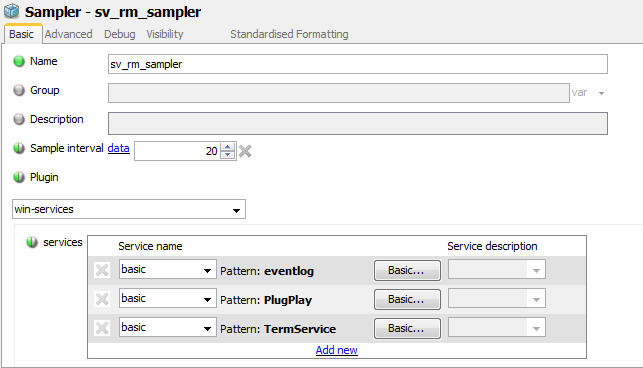 Sampler - sv_rm_sampler
Basic Advanced Debug Visibility Standardised Formatting
Name sv_rm_sampler
Group var
Description
Sample interval data 20
Plugin
win-services
services Service name Service description
basic Pattern: eventlog Basic...
basic Pattern: PlugPlay Basic...
basic Pattern: TermService Basic...
Add new